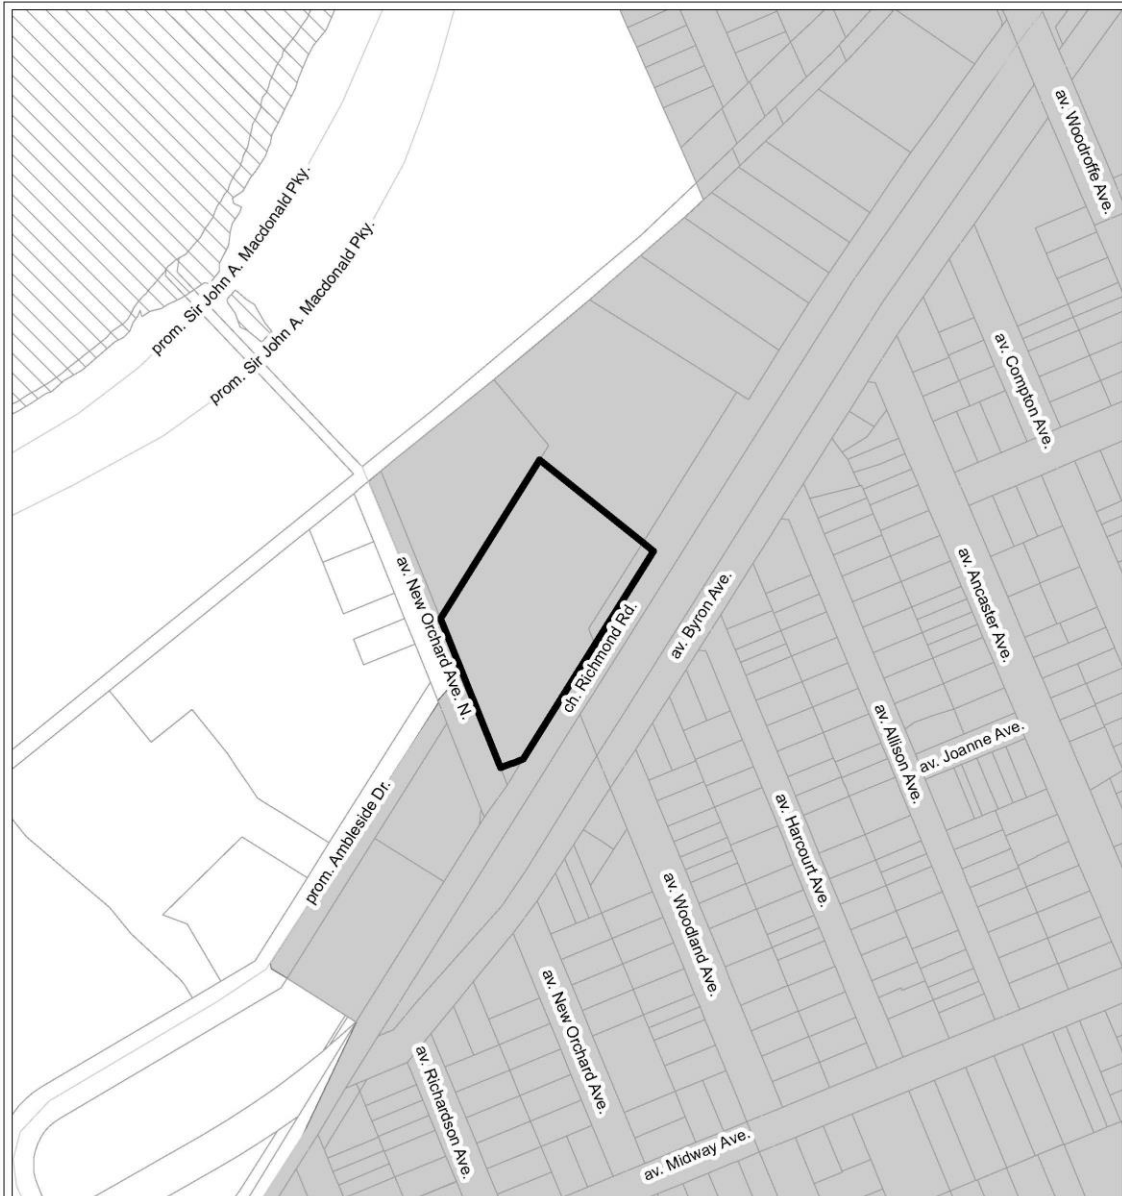 av. Woodroffe Ave.
prom. Sir John A. Macdonald Pky.
prom. Sir John A. Macdonald Pky.
av. Compton Ave.
av. New Orchard Ave. N.
av. Byron Ave.
ch. Richmond Rd.
av. Ancaster Ave.
av. Allison Ave.
av. Joanne Ave.
prom. Ambleside Dr.
av. Harcourt Ave.
av. Woodland Ave.
av. New Orchard Ave.
av. Richardson Ave.
av. Midway Ave.